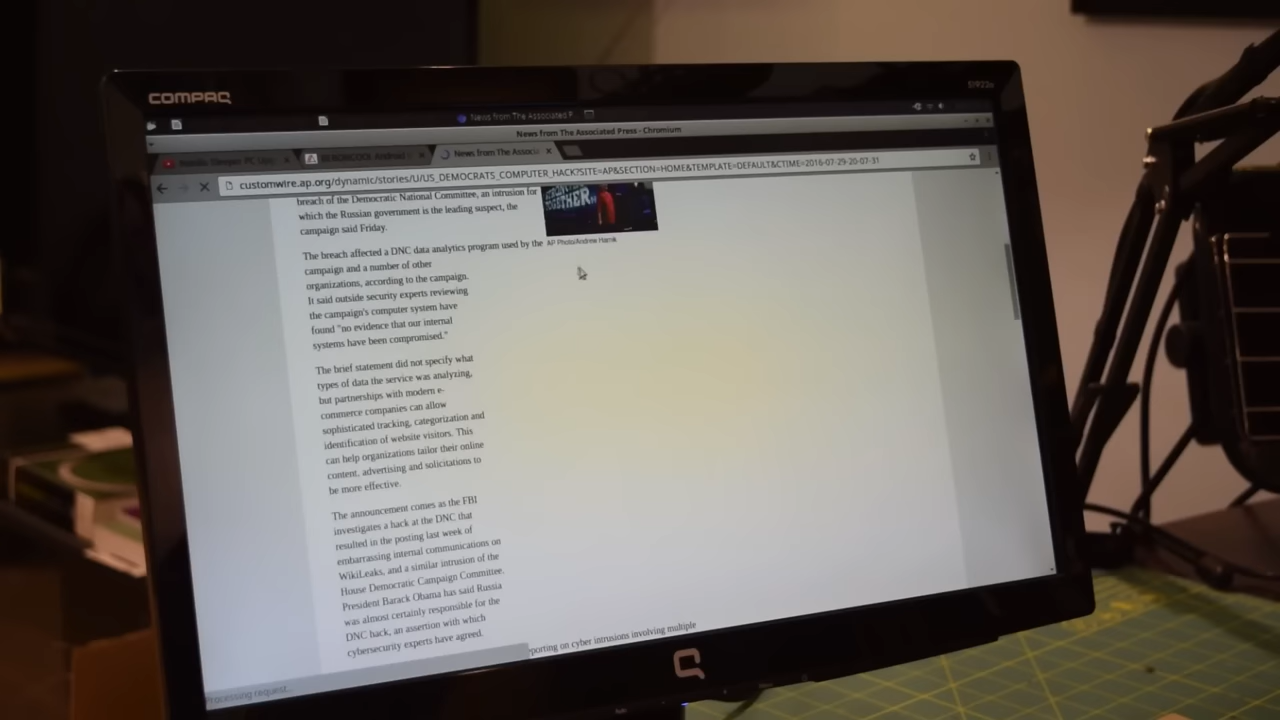 COMPAQ
S1922a
News from The Associated P
News from The Associated Press - Chromium
News from The Assoc
customwire.ap.org/dynamic/stories/U/US_DEMOCRATS_COMPUTER_HACK?SITE=AP&SECTION=HOME&TEMPLATE=DEFAULT&CTIME=2016-07-29-20-07-31
TOGETHER
breach of the Democratic National Committee, an intrusion for
which the Russian government is the leading suspect, the
campaign said Friday.
AP Photo/Andrew Harnik
The breach affected a DNC data analytics program used by the
campaign and a number of other
organizations, according to the campaign.
It said outside security experts reviewing
the campaign's computer system have
found "no evidence that our internal
systems have been compromised."
The brief statement did not specify what
types of data the service was analyzing,
but partnerships with modern e-
commerce companies can allow
sophisticated tracking, categorization and
identification of website visitors. This
can help organizations tailor their online
content, advertising and solicitations to
be more effective.
The announcement comes as the FBI
investigates a hack at the DNC that
resulted in the posting last week of
embarrassing internal communications on
WikiLeaks, and a similar intrusion of the
House Democratic Campaign Committee.
President Barack Obama has said Russia
was almost certainly responsible for the
DNC hack, an assertion with which
cybersecurity experts have agreed.
porting on cyber intrusions involving multiple
Processing request...